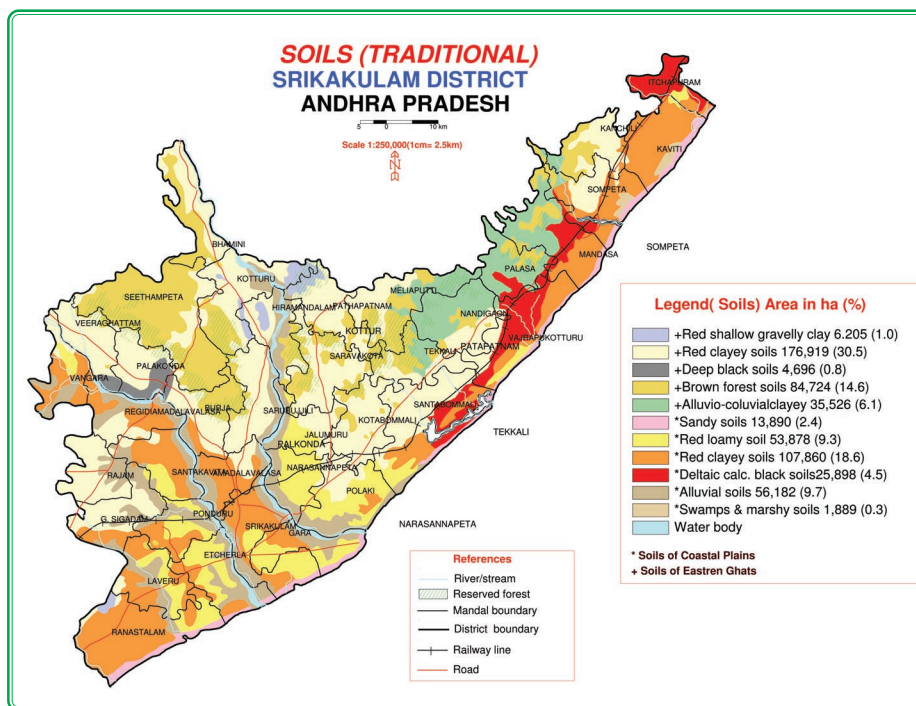 SOILS (TRADITIONAL)
SRIKAKULAM DISTRICT
ANDHRA PRADESH
5 0 10 km
Scale 1:250,000(1cm= 2.5km)
N
ITCHAPURAM
KANCHILI
KAVITI
SOMPETA
SOMPETA
MANDASA
PALASA
BHAMINI
KOTTURU
MELIAPUTTI
SEETHAMPETA
HIRAMANDALAM
PATHAPATNAM
NANDIGAON
VEERAGHATTAM
KOTTUR
VAJBAPUKOTTURU
PATAPATNAM
SARAVAKOTA
TEKKALI
PALAKONDA
VANGARA
BURJA
SANTABOMMALI
REGIDIAMADALAVALASA
SARUBUJJILI
KOTABOMMALI
TEKKALI
JALUMURU
PALKONDA
SANTAKAVATI
AMADALAVALASA
NARASANNAPETA
RAJAM
POLAKI
G. SIGADAM
PONDURU
SRIKAKULAM
GARA
NARASANNAPETA
ETCHERLA
LAVERU
RANASTALAM
Legend( Soils) Area in ha (%)
+Red shallow gravelly clay 6.205 (1.0)
+Red clayey soils 176,919 (30.5)
+Deep black soils 4,696 (0.8)
+Brown forest soils 84,724 (14.6)
+Alluvio-coluvialclayey 35,526 (6.1)
*Sandy soils 13,890 (2.4)
*Red loamy soil 53,878 (9.3)
*Red clayey soils 107,860 (18.6)
*Deltaic calc. black soils25,898 (4.5)
*Alluvial soils 56,182 (9.7)
*Swamps & marshy soils 1,889 (0.3)
Water body
* Soils of Coastal Plains
+ Soils of Eastren Ghats
References
River/stream
Reserved forest
Mandal boundary
District boundary
Railway line
Road